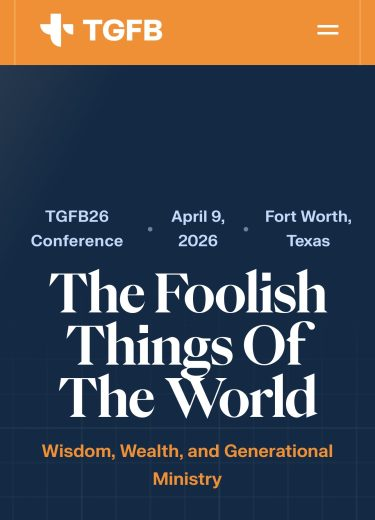 TGFB
TGFB26 Conference • April 9, 2026 • Fort Worth, Texas
The Foolish
Things Of
The World
Wisdom, Wealth, and Generational
Ministry